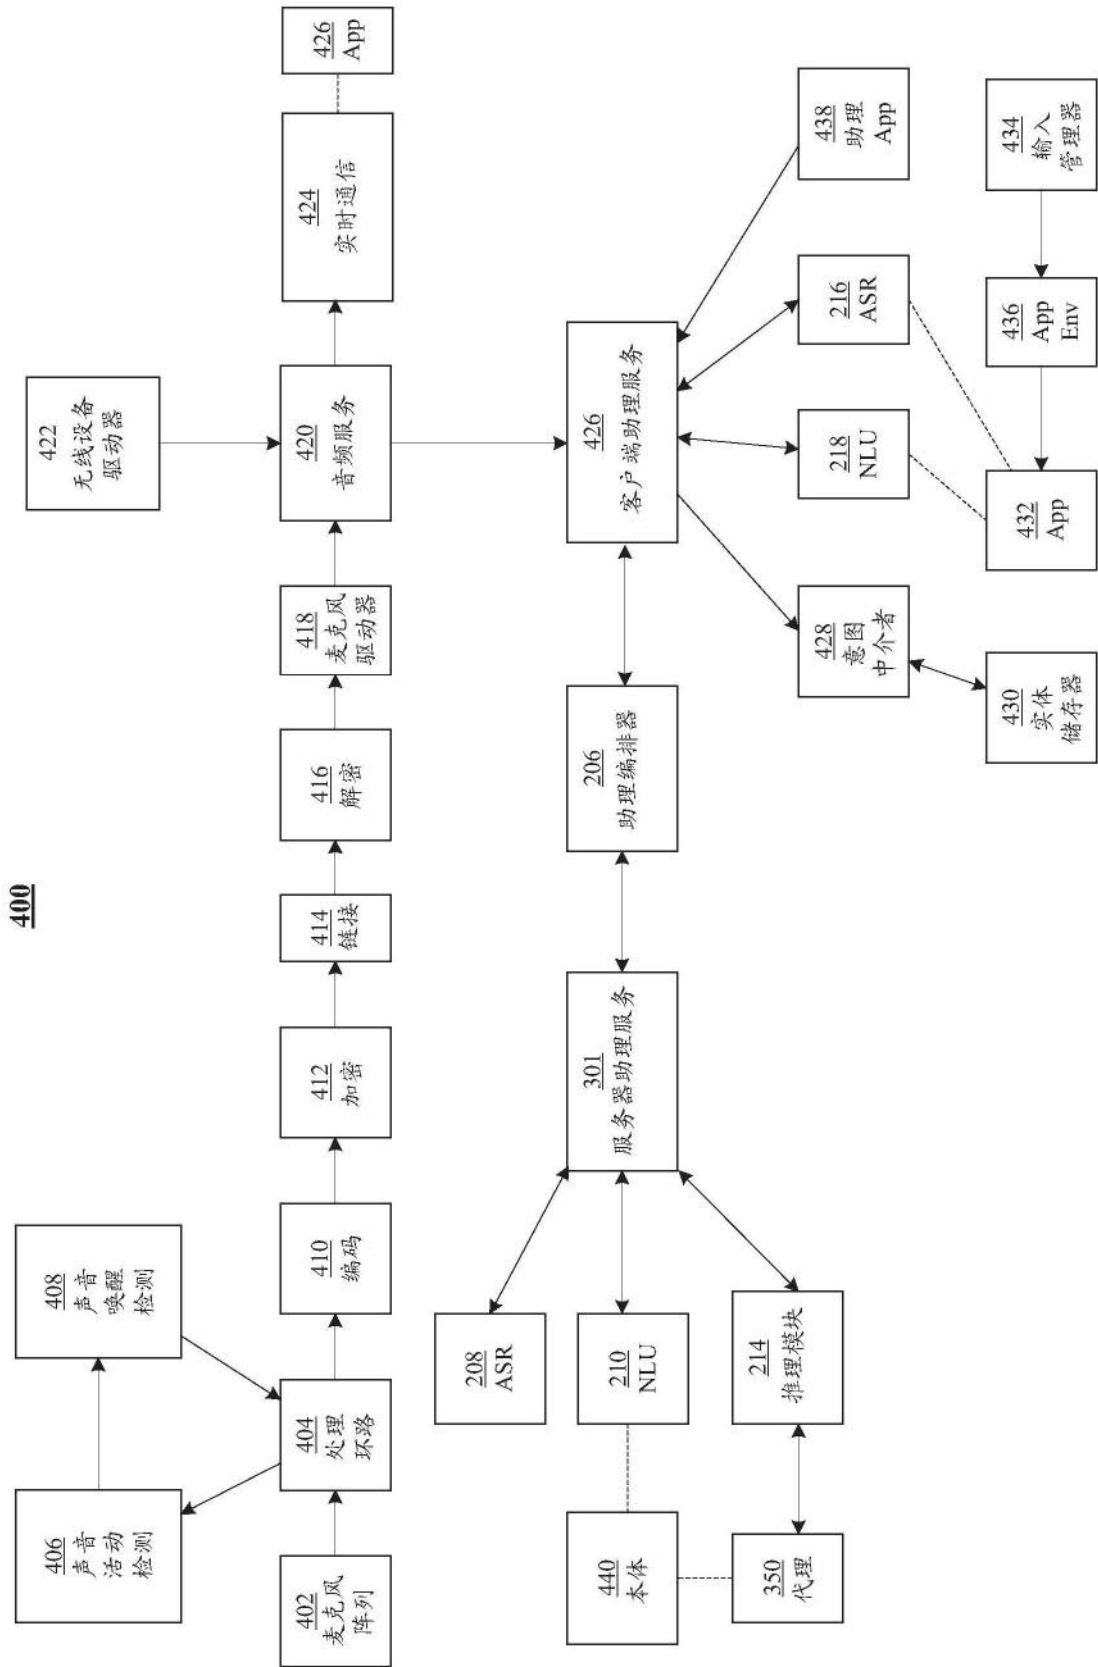 400
406
声音
活动
检测
408
声音
唤醒
检测
422
无线设备
驱动器
402
麦克风
阵列
404
处理
环路
410
编码
412
加密
414
链接
416
解密
418
麦克风
驱动器
420
音频服务
424
实时通信
426
App
208
ASR
440
本体
210
NLU
301
服务器助理服务
206
助理编排器
426
客户端助理服务
350
代理
214
推理模块
428
意图
中介者
218
NLU
216
ASR
438
助理
App
430
实体
储存器
432
App
436
App
Env
434
输入
管理器